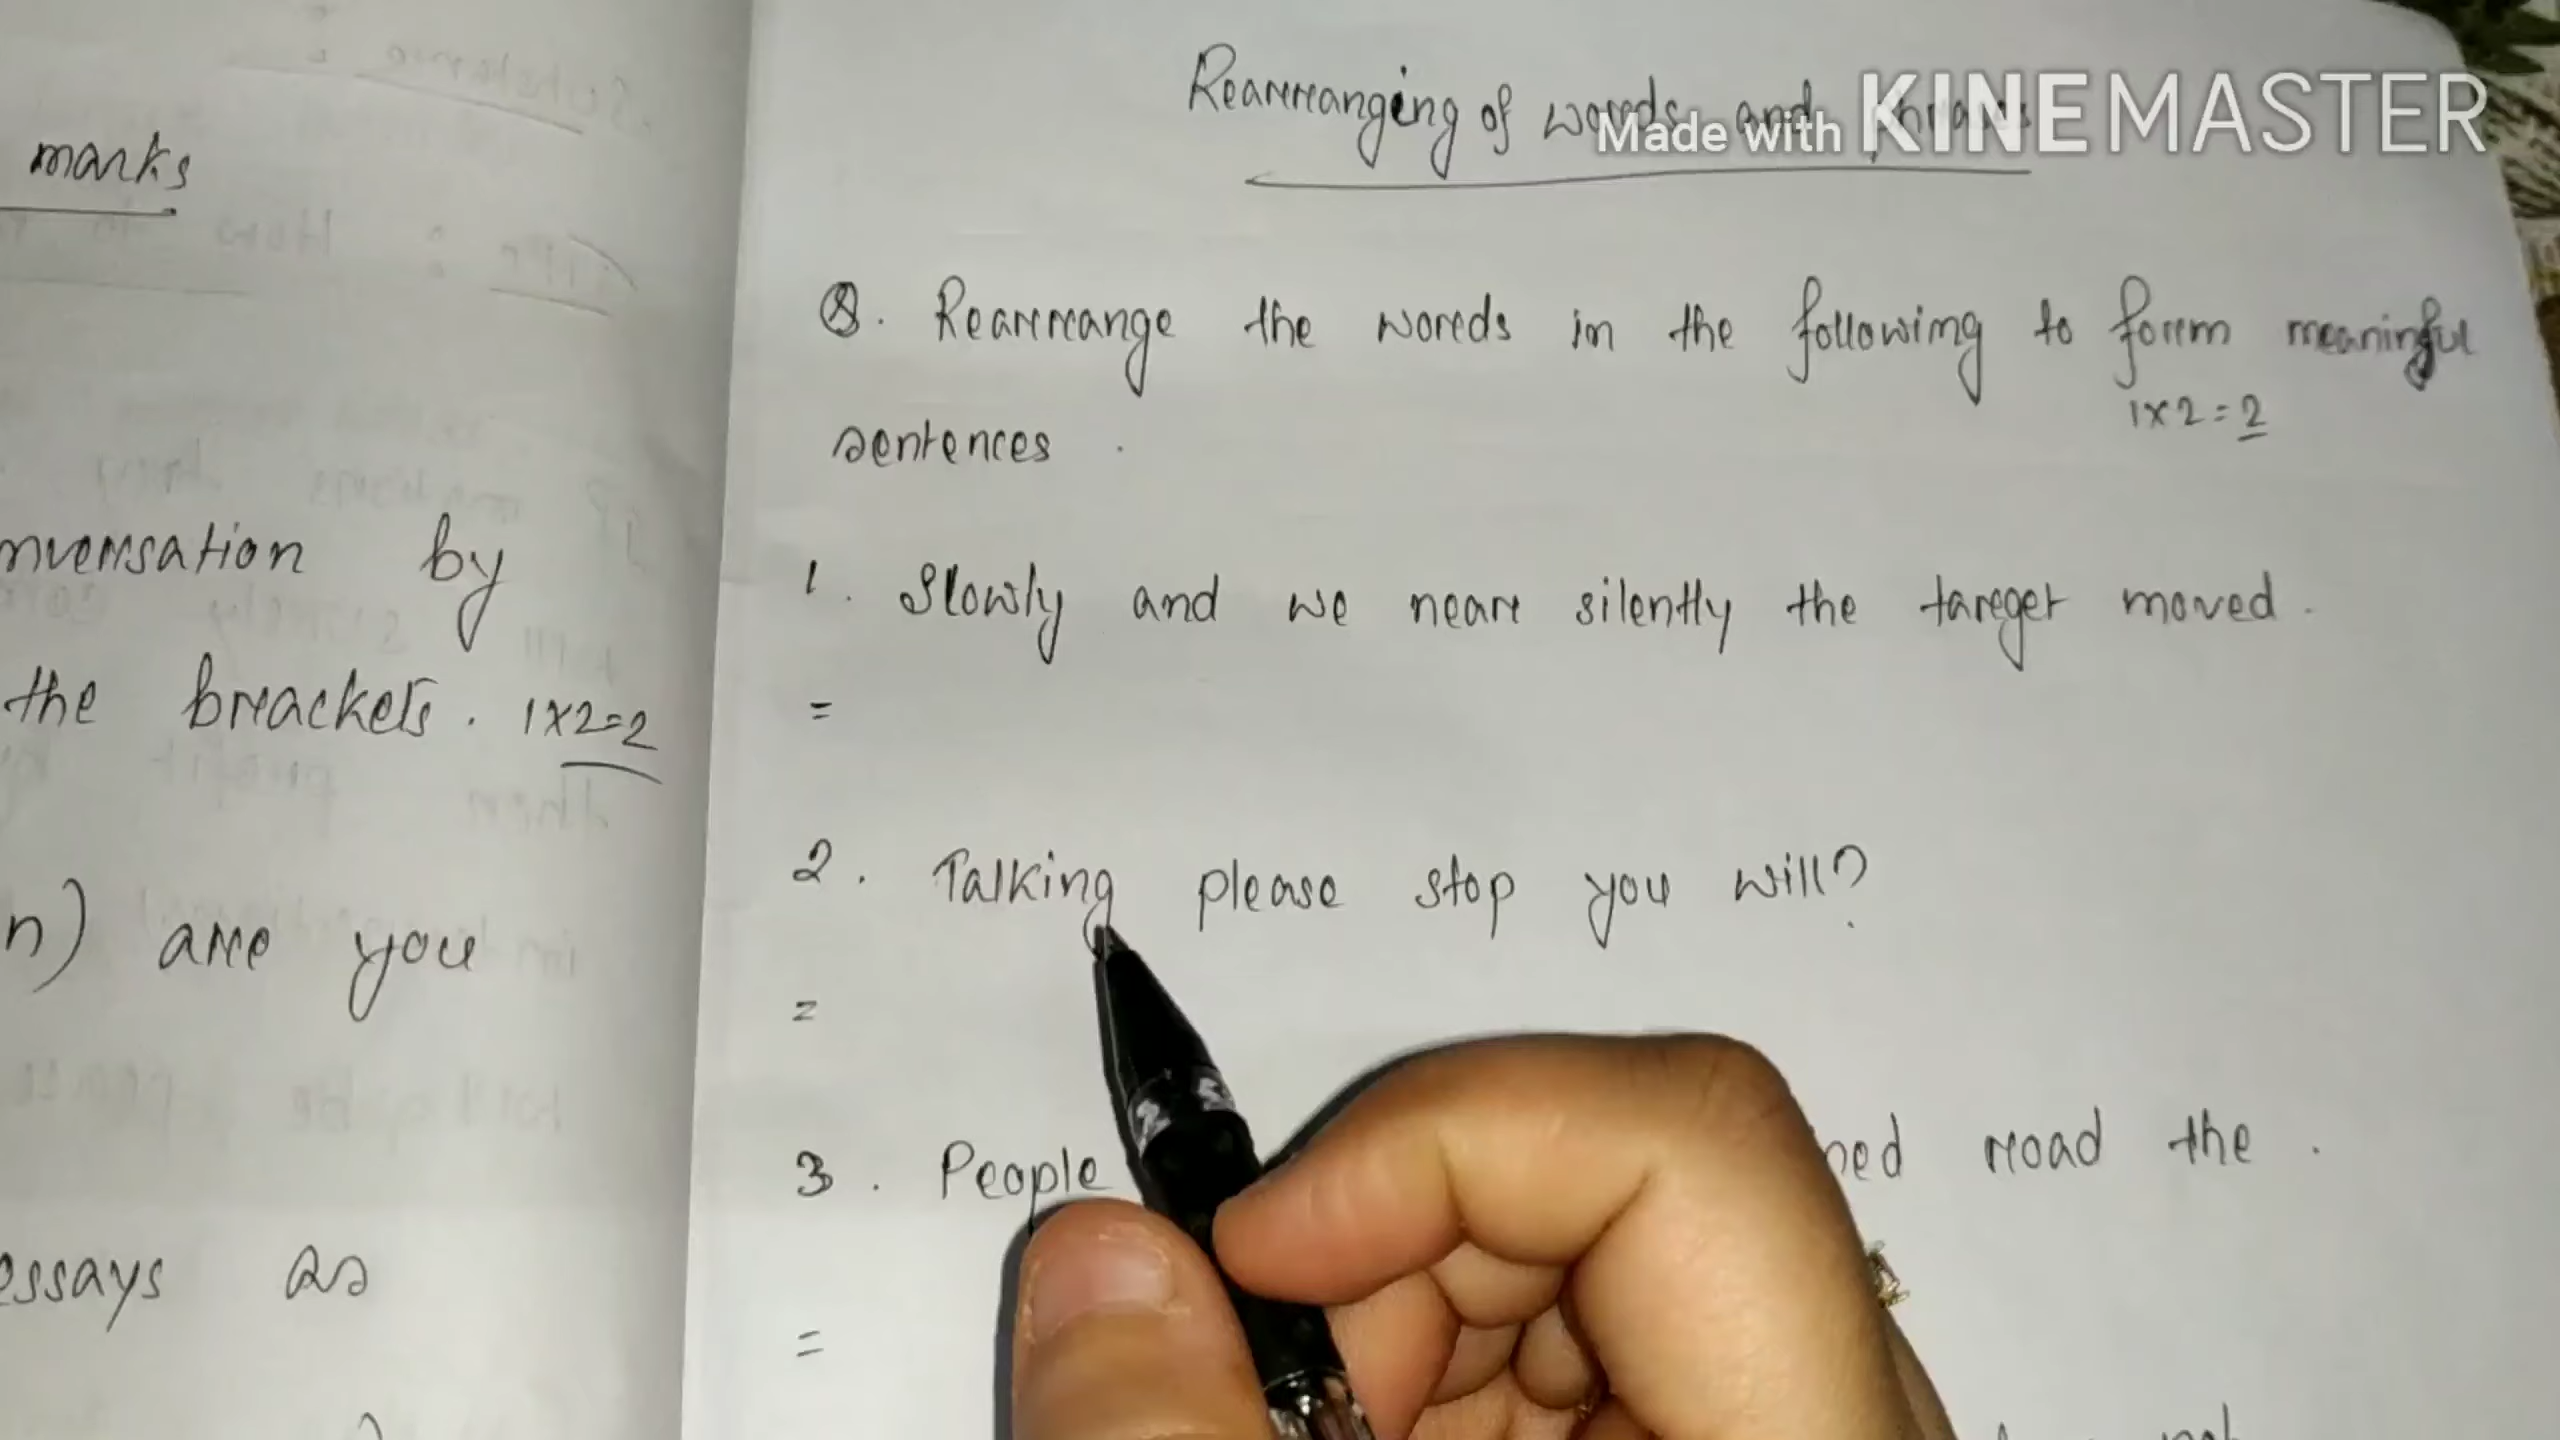 marks
nversation by
the brackets. 1x2=2
n) are you
essays as
Rearranging of words and phrases
Made with KINEMASTER
Q. Rearrange the words in the following to form meaningful
1x2=2
sentences.
1. Slowly and we near silently the target moved.
=
2. Talking please stop you will?
=
3. People ned road the.
=